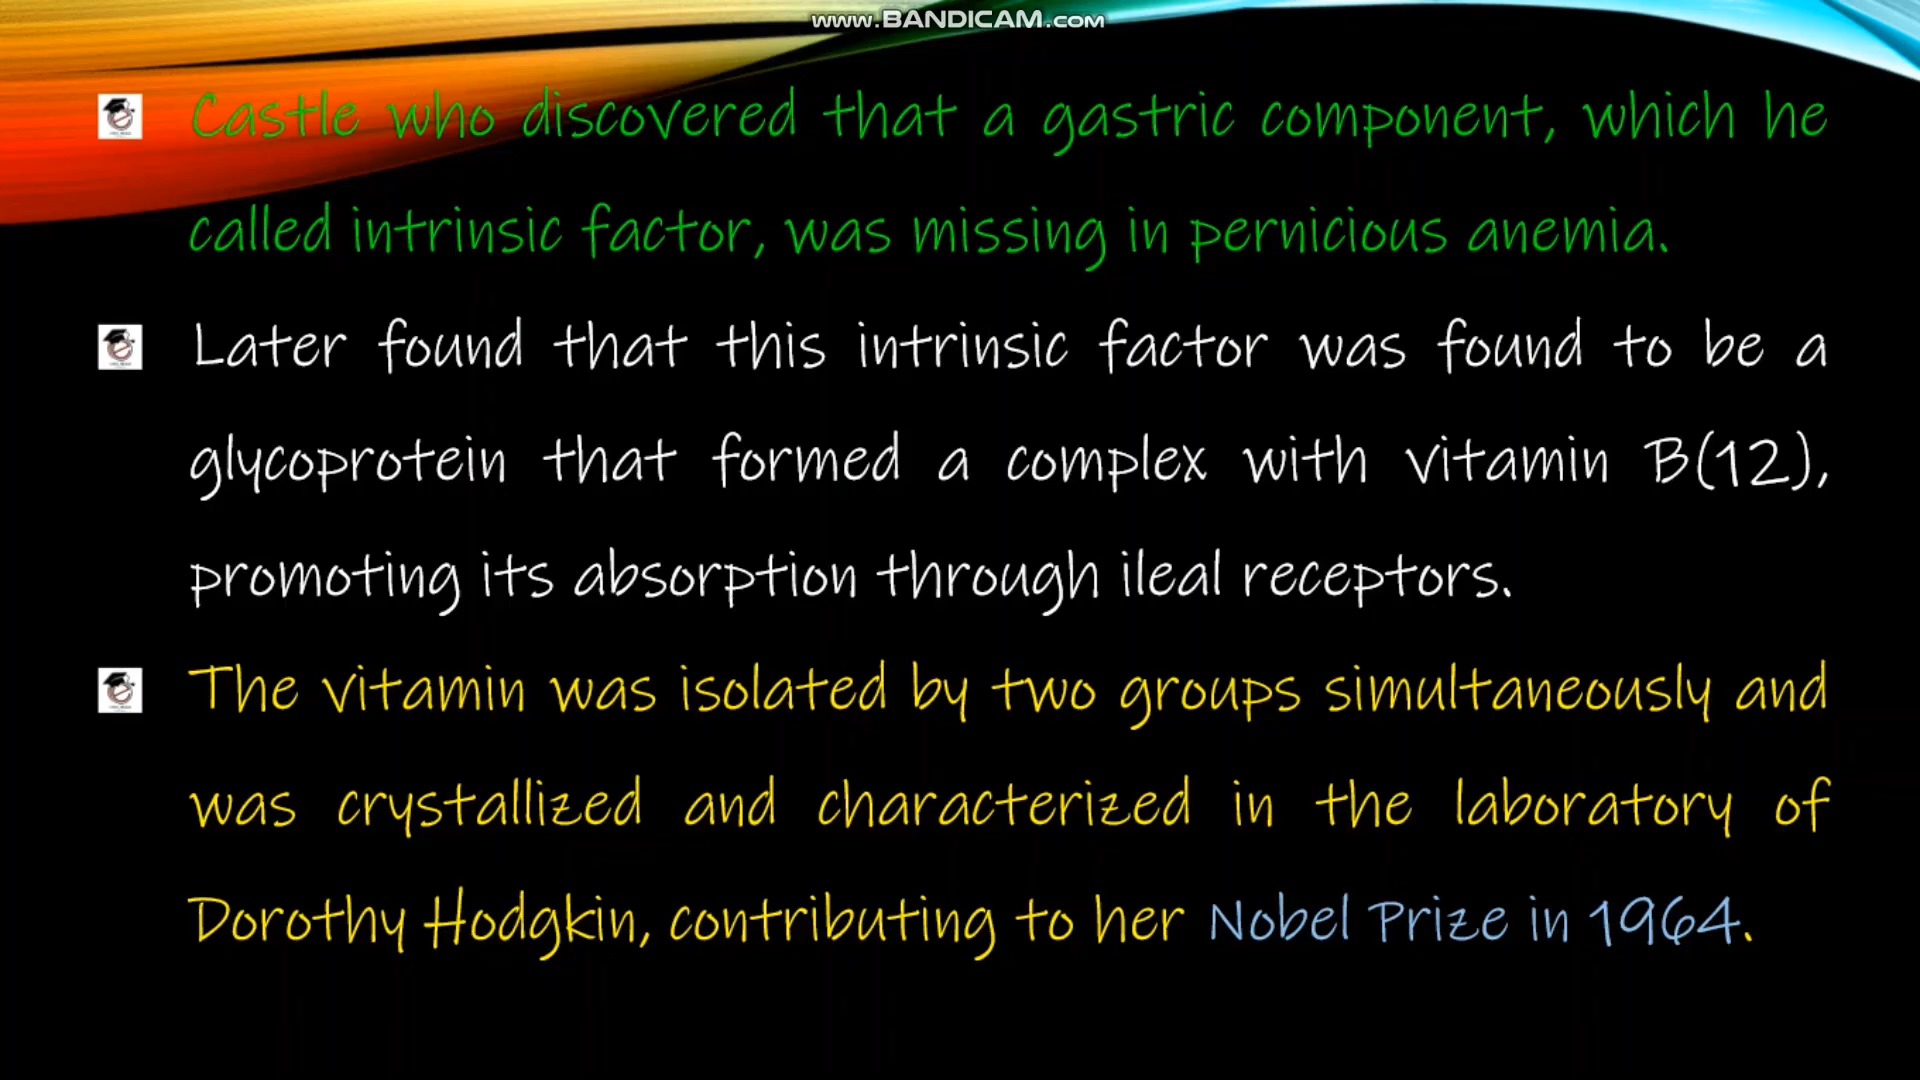 www.BANDICAM.com
Castle who discovered that a gastric component, which he
called intrinsic factor, was missing in pernicious anemia.
Later found that this intrinsic factor was found to be a
glycoprotein that formed a complex with vitamin B(12),
promoting its absorption through ileal receptors.
The vitamin was isolated by two groups simultaneously and
was crystallized and characterized in the laboratory of
Dorothy Hodgkin, contributing to her Nobel Prize in 1964.